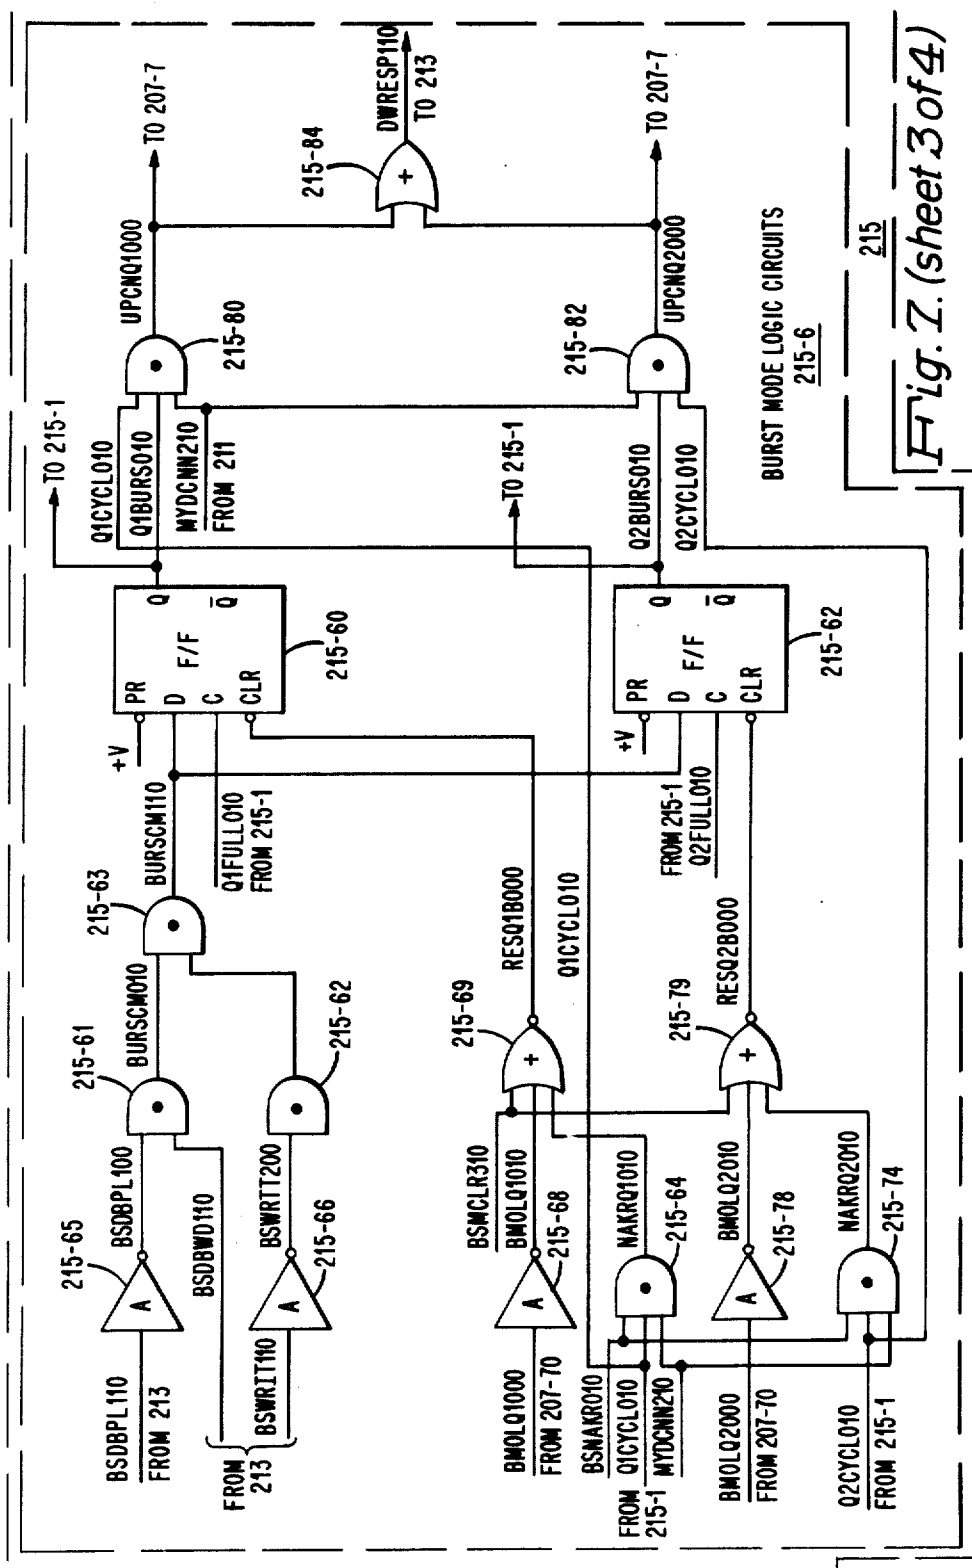 BSDBPL110
FROM 213
215-65
A
BSDBPL100
215-61
BURSCM010
215-63
BURSCM110
BSDBWD110
FROM
213
BSWRIT110
A
215-66
BSWRTT200
215-62
+V
PR
D
C
CLR
F/F
Q
Q
215-60
Q1FULL010
FROM 215-1
TO 215-1
Q1CYCL010
Q1BURS010
MYDCNN210
FROM 211
215-80
UPCNQ1000
TO 207-7
215-84
+
DWRESP110
TO 213
BMOLQ1000
FROM 207-70
A
215-68
BSMCLR310
BMOLQ1010
215-69
+
RESQ1B000
Q1CYCL010
BSNAKR010
FROM Q1CYCL010
215-1
MYDCNN210
NAKRQ1010
215-64
BMOLQ2000
FROM 207-70
A
215-78
BMOLQ2010
215-79
+
RESQ2B000
Q2CYCL010
FROM 215-1
NAKRQ2010
215-74
FROM 215-1
Q2FULL010
+V
PR
D
C
CLR
F/F
Q
Q
215-62
TO 215-1
Q2BURS010
Q2CYCL010
215-82
UPCNQ2000
TO 207-7
BURST MODE LOGIC CIRCUITS
215-6
215
Fig. 7. (sheet 3 of 4)